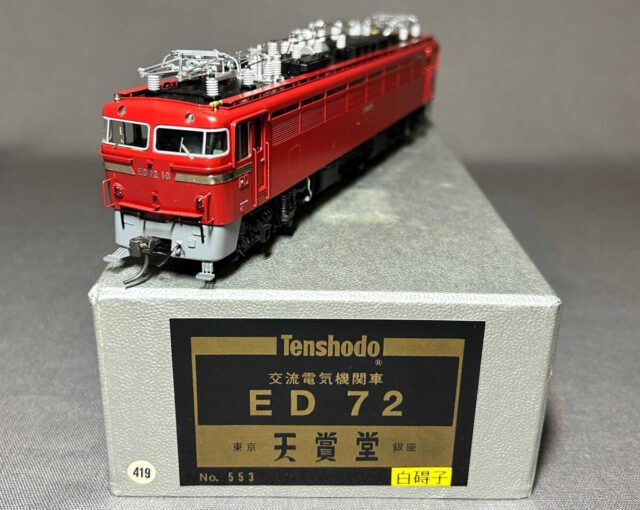 ED 72 10
Tenshodo
®
交流電気機関車
ED 72
東京 天賞堂 銀座
No. 553
419
白碍子